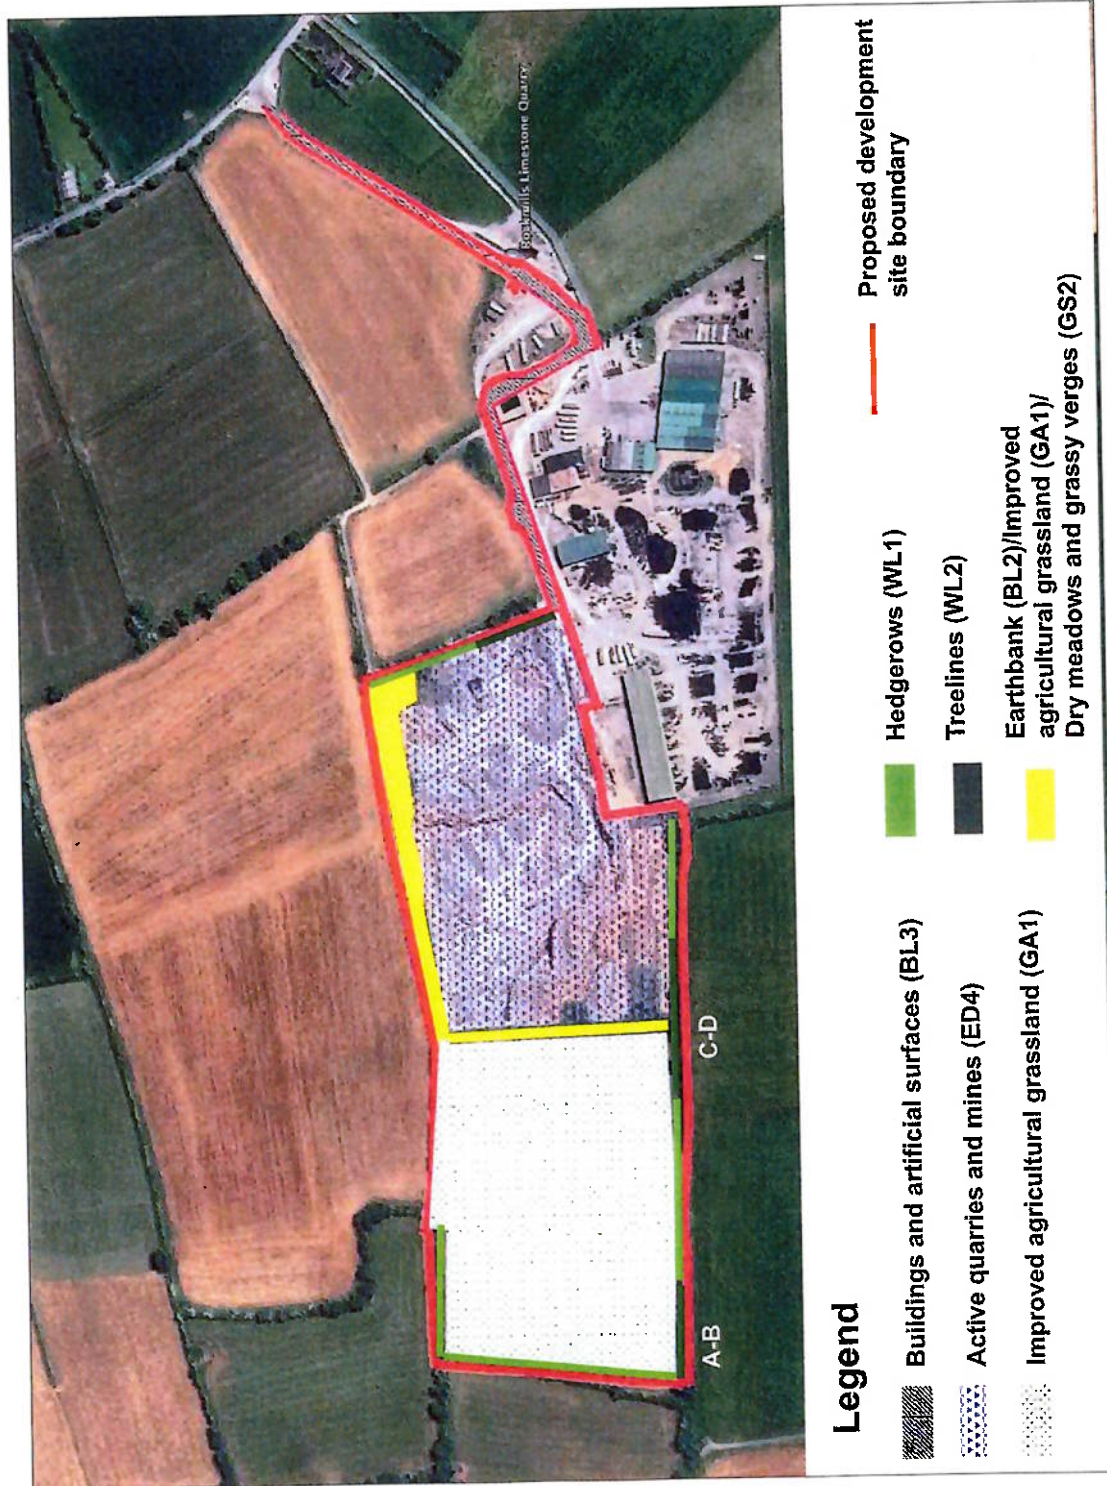 Roskmills Limestone Quarry
A-B
C-D
Legend
Buildings and artificial surfaces (BL3)
Active quarries and mines (ED4)
Improved agricultural grassland (GA1)
Hedgerows (WL1)
Treelines (WL2)
Earthbank (BL2)/Improved
agricultural grassland (GA1)/
Dry meadows and grassy verges (GS2)
Proposed development
site boundary